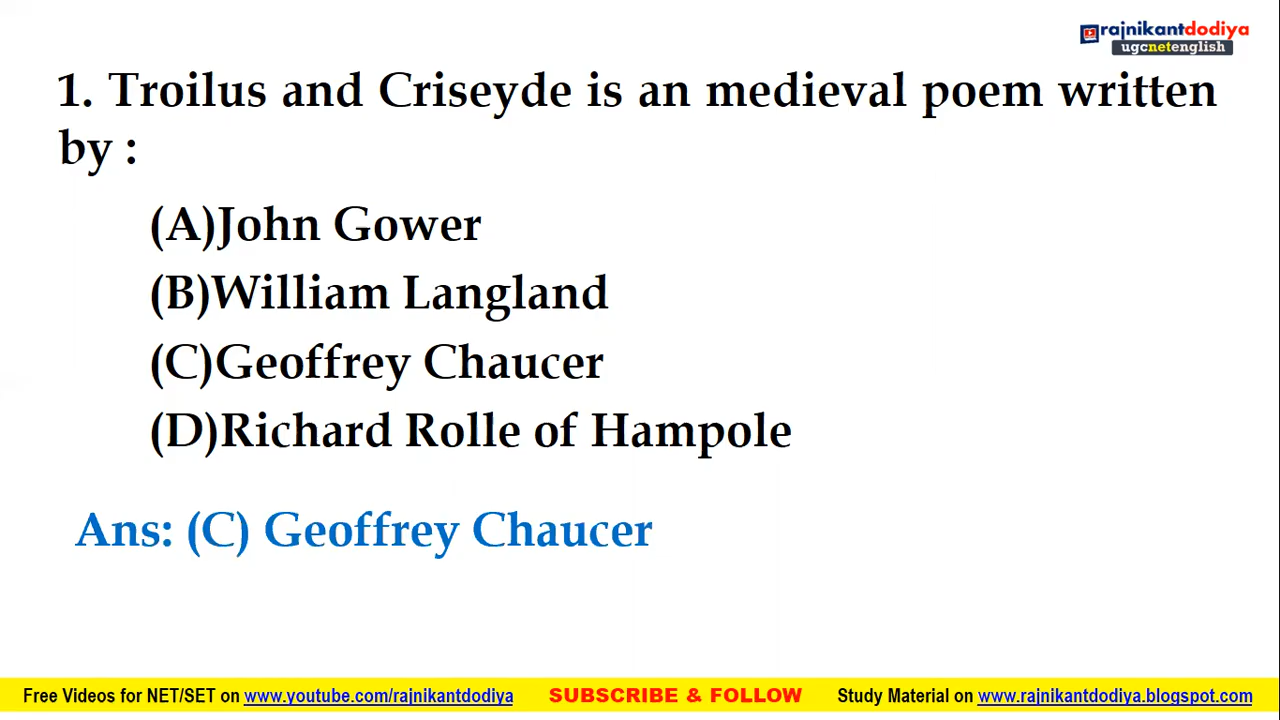 rajnikantdodiya
ugcnetenglish
1. Troilus and Criseyde is an medieval poem written
by :
(A)John Gower
(B)William Langland
(C)Geoffrey Chaucer
(D)Richard Rolle of Hampole
Ans: (C) Geoffrey Chaucer
Free Videos for NET/SET on www.youtube.com/rajnikantdodiya SUBSCRIBE & FOLLOW Study Material on www.rajnikantdodiya.blogspot.com